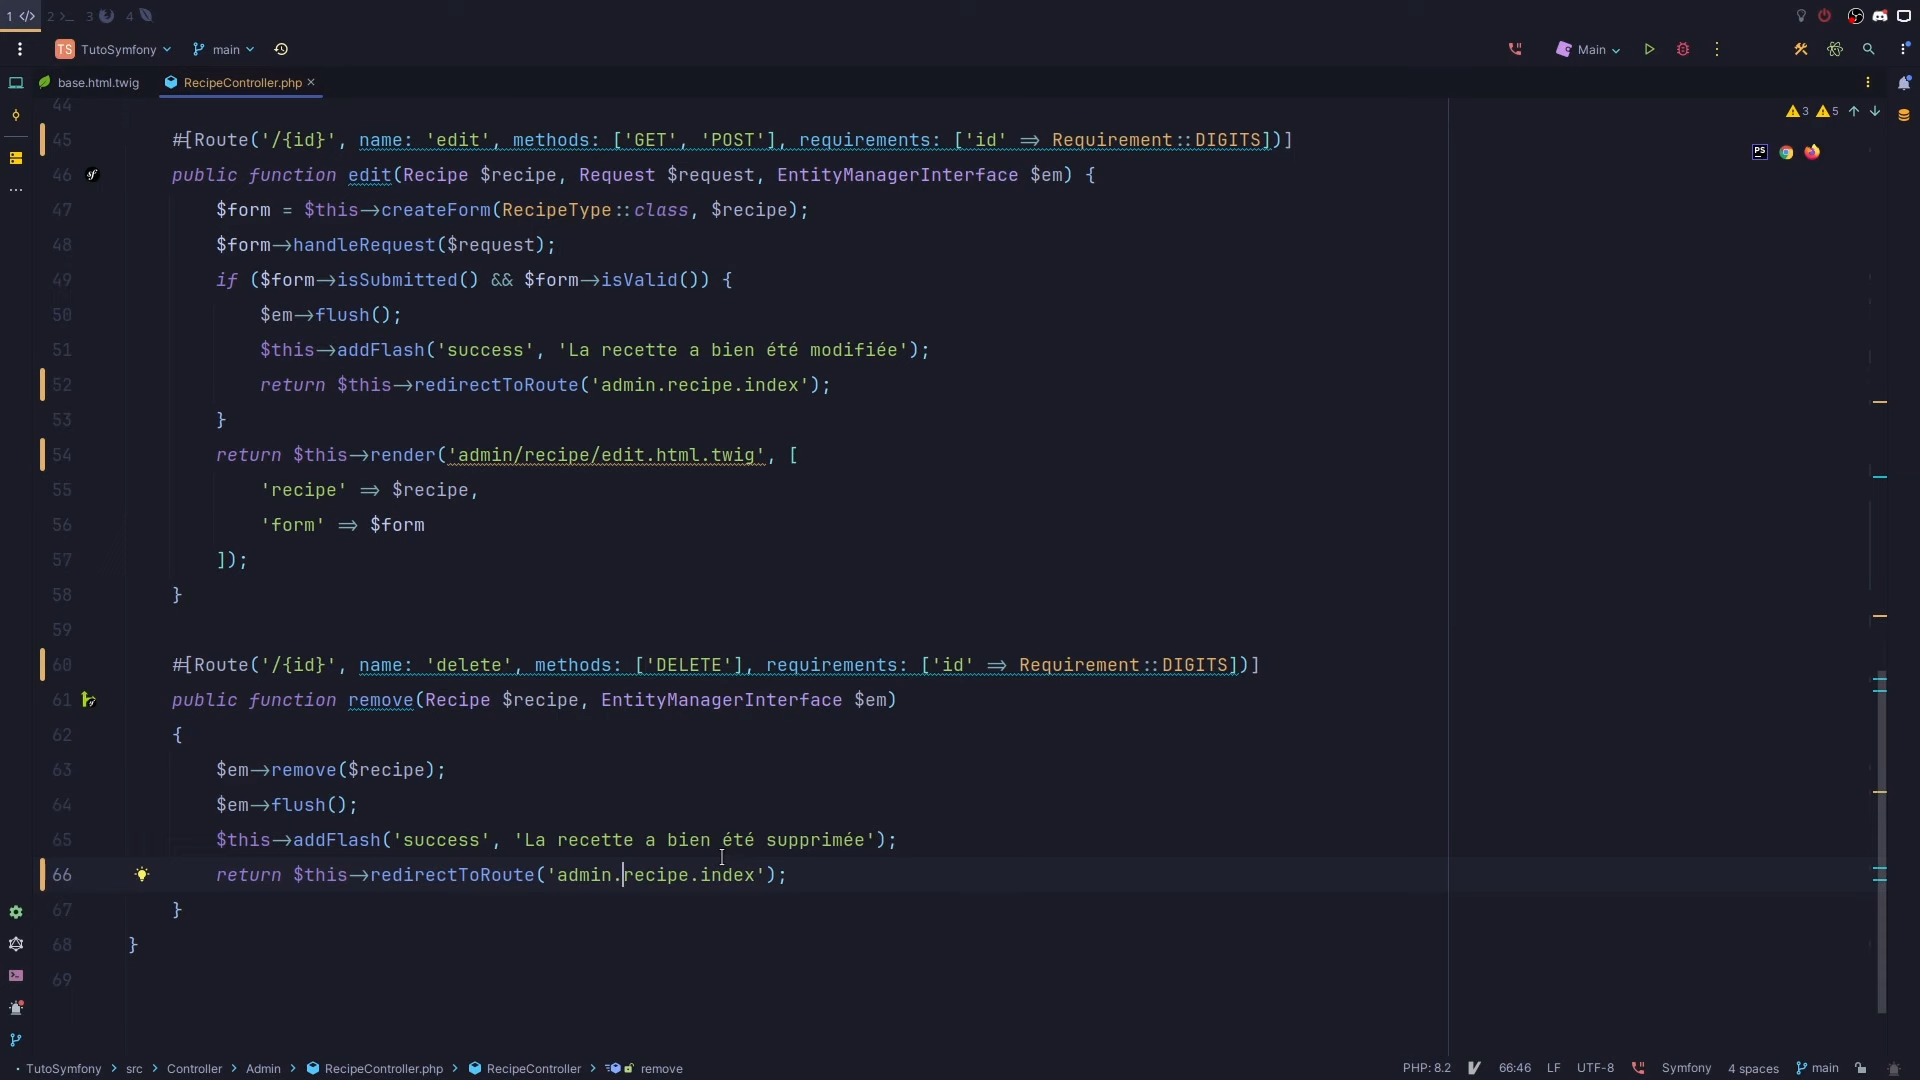 1 </> 2 >_ 3 4
TS TutoSymfony main Main
base.html.twig RecipeController.php ×
3 5
44
45 #[Route('/{id}', name: 'edit', methods: ['GET', 'POST'], requirements: ['id' => Requirement::DIGITS])]
PS
46 public function edit(Recipe $recipe, Request $request, EntityManagerInterface $em) {
47 $form = $this->createForm(RecipeType::class, $recipe);
48 $form->handleRequest($request);
49 if ($form->isSubmitted() && $form->isValid()) {
50 $em->flush();
51 $this->addFlash('success', 'La recette a bien été modifiée');
52 return $this->redirectToRoute('admin.recipe.index');
53 }
54 return $this->render('admin/recipe/edit.html.twig', [
55 'recipe' => $recipe,
56 'form' => $form
57 ]);
58 }
59
60 #[Route('/{id}', name: 'delete', methods: ['DELETE'], requirements: ['id' => Requirement::DIGITS])]
61 public function remove(Recipe $recipe, EntityManagerInterface $em)
62 {
63 $em->remove($recipe);
64 $em->flush();
65 $this->addFlash('success', 'La recette a bien été supprimée');
66 return $this->redirectToRoute('admin.recipe.index');
67 }
68 }
69
TutoSymfony > src > Controller > Admin > RecipeController.php > RecipeController > remove PHP: 8.2 66:46 LF UTF-8 Symfony 4 spaces main